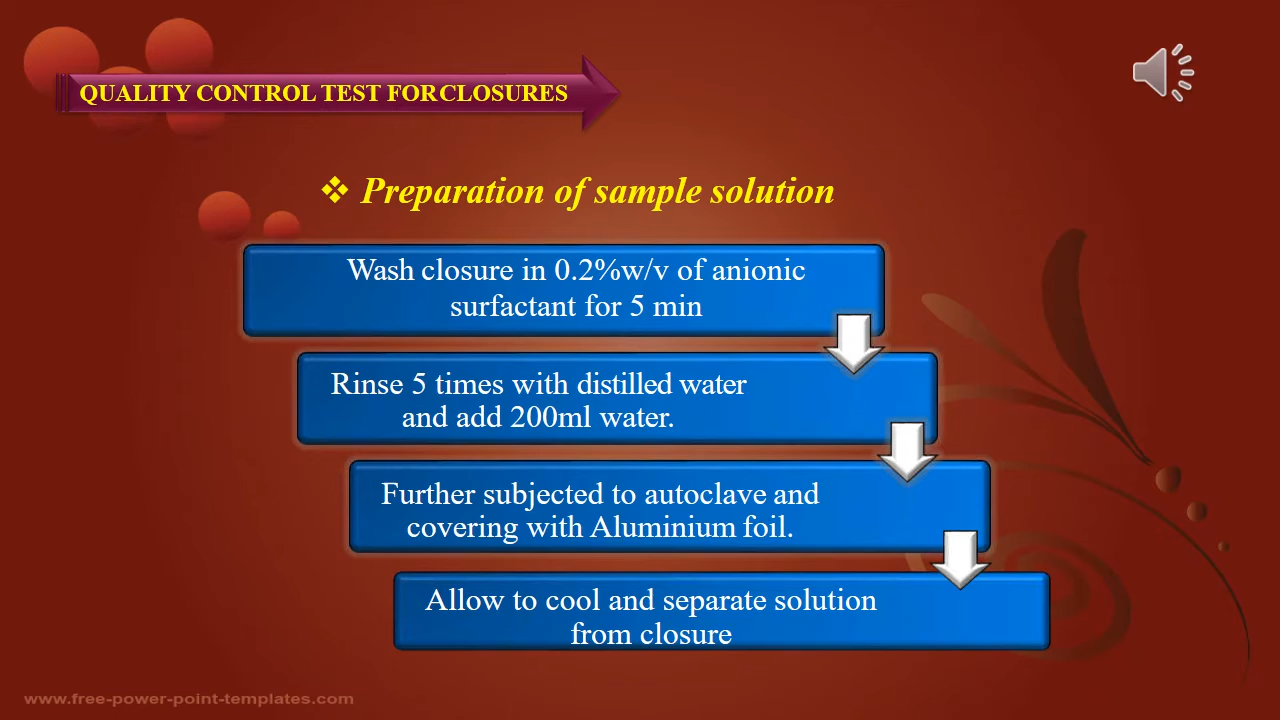 QUALITY CONTROL TEST FOR CLOSURES
Preparation of sample solution
Wash closure in 0.2%w/v of anionic
surfactant for 5 min
Rinse 5 times with distilled water
and add 200ml water.
Further subjected to autoclave and
covering with Aluminium foil.
Allow to cool and separate solution
from closure
www.free-power-point-templates.com